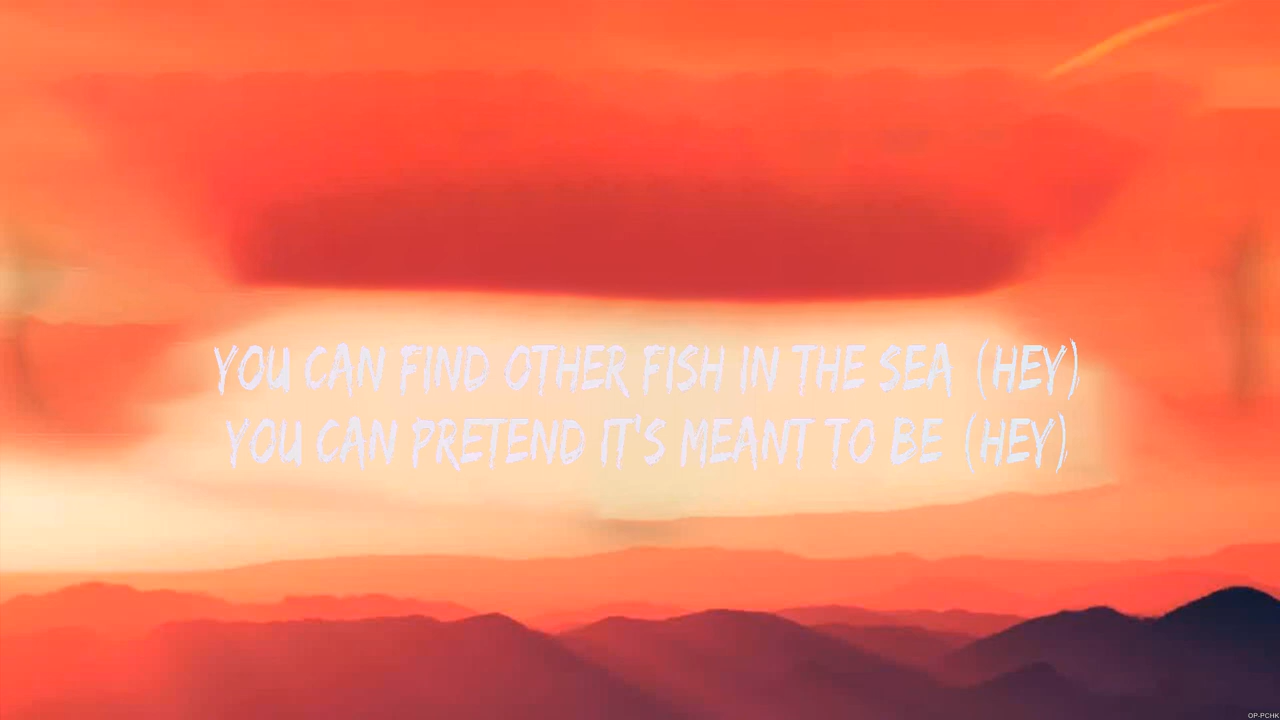 YOU CAN FIND OTHER FISH IN THE SEA (HEY)
YOU CAN PRETEND IT'S MEANT TO BE (HEY)
OP-PCHK